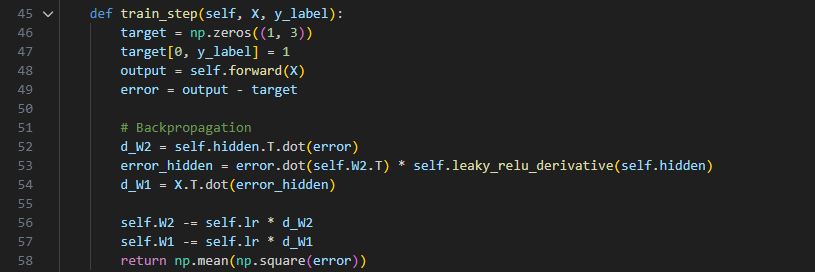 45 def train_step(self, X, y_label):
46 target = np.zeros((1, 3))
47 target[0, y_label] = 1
48 output = self.forward(X)
49 error = output - target
50
51 # Backpropagation
52 d_W2 = self.hidden.T.dot(error)
53 error_hidden = error.dot(self.W2.T) * self.leaky_relu_derivative(self.hidden)
54 d_W1 = X.T.dot(error_hidden)
55
56 self.W2 -= self.lr * d_W2
57 self.W1 -= self.lr * d_W1
58 return np.mean(np.square(error))